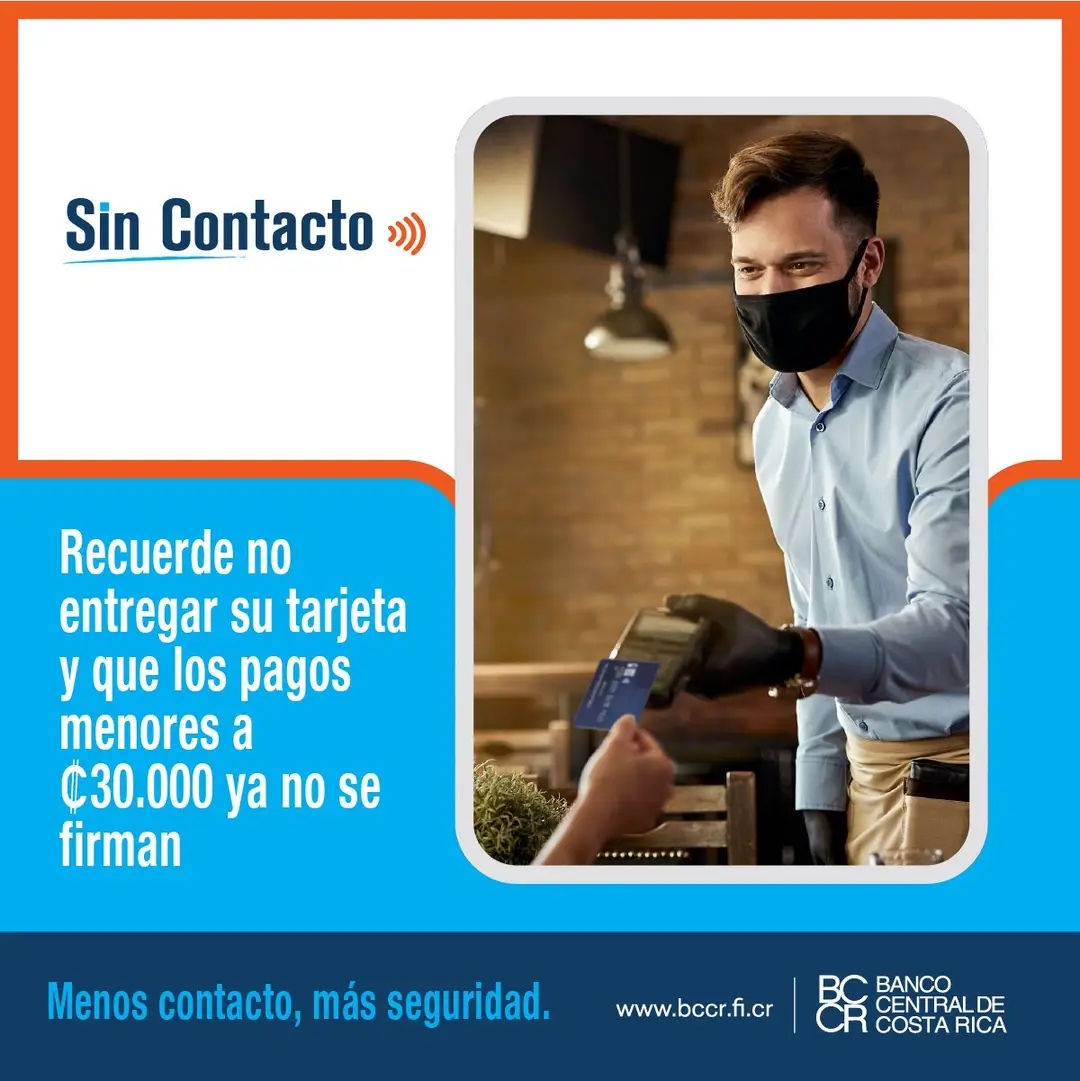 Sin Contacto
Recuerde no
entregar su tarjeta
y que los pagos
menores a
₡30.000 ya no se
firman
Menos contacto, más seguridad.
www.bccr.fi.cr
BC
CR
BANCO
CENTRAL DE
COSTA RICA